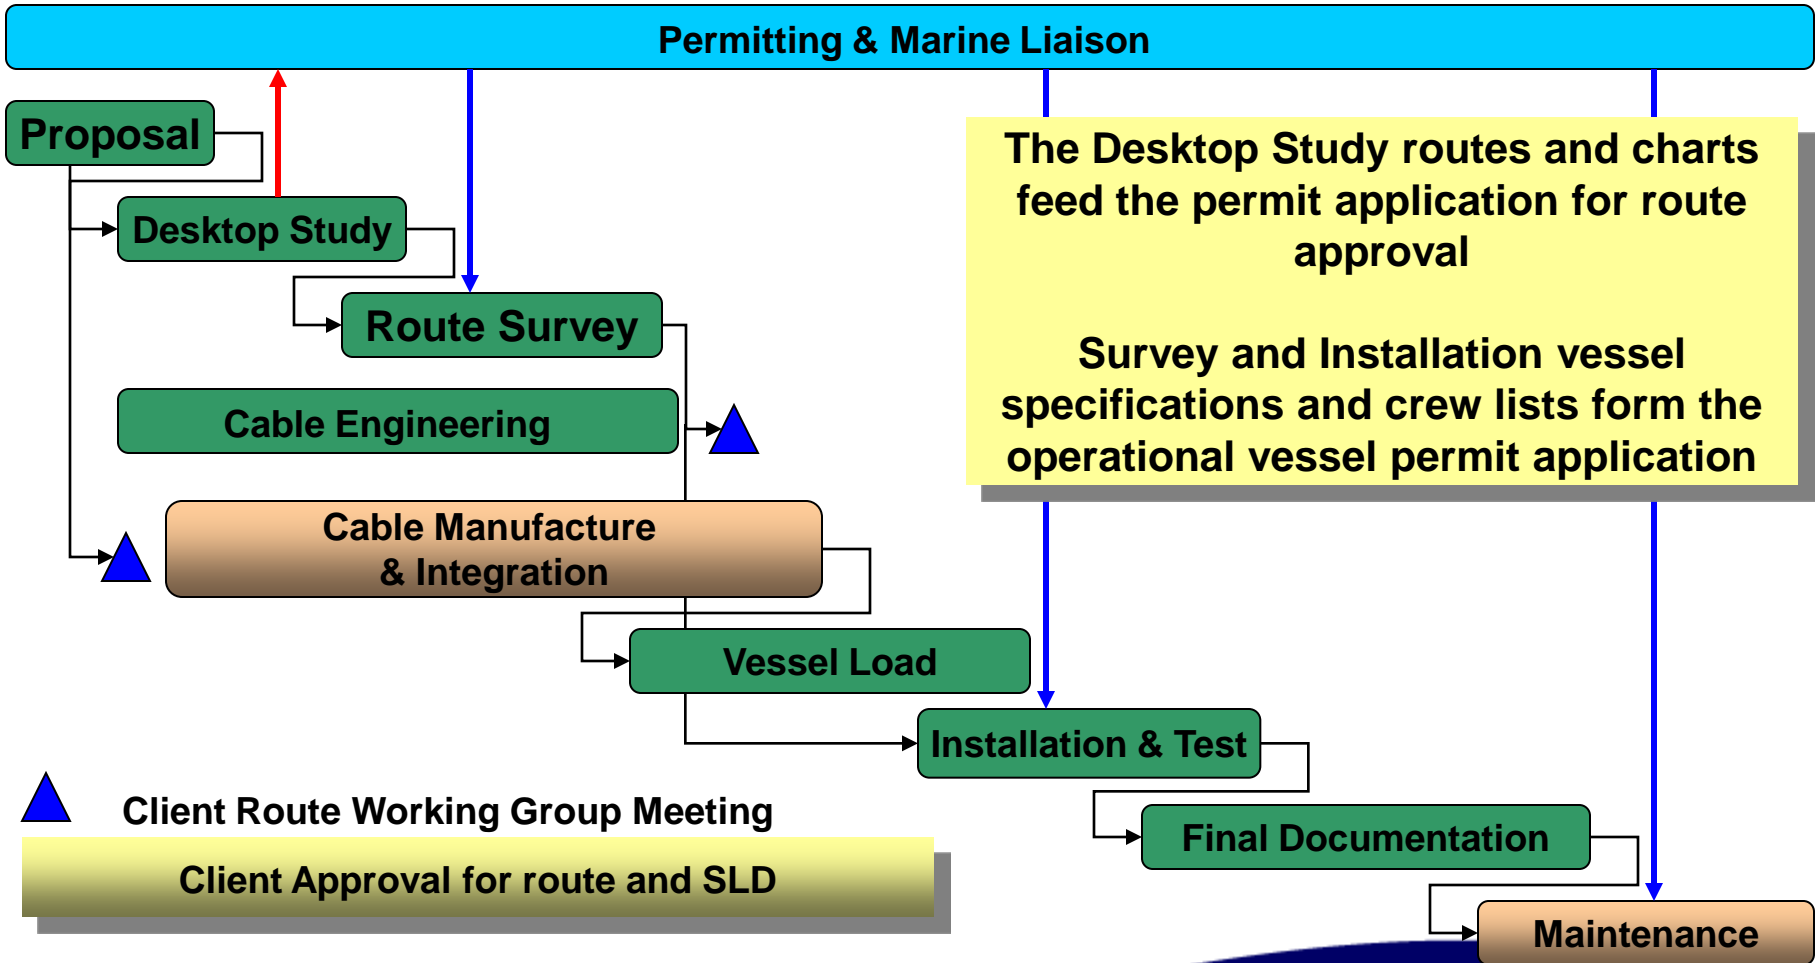 Permitting & Marine Liaison
Proposal
The Desktop Study routes and charts
feed the permit application for route
approval
Survey and Installation vessel
specifications and crew lists form the
operational vessel permit application
Desktop Study
Route Survey
Cable Engineering
Cable Manufacture
& Integration
Vessel Load
Installation & Test
Client Route Working Group Meeting
Final Documentation
Client Approval for route and SLD
Maintenance